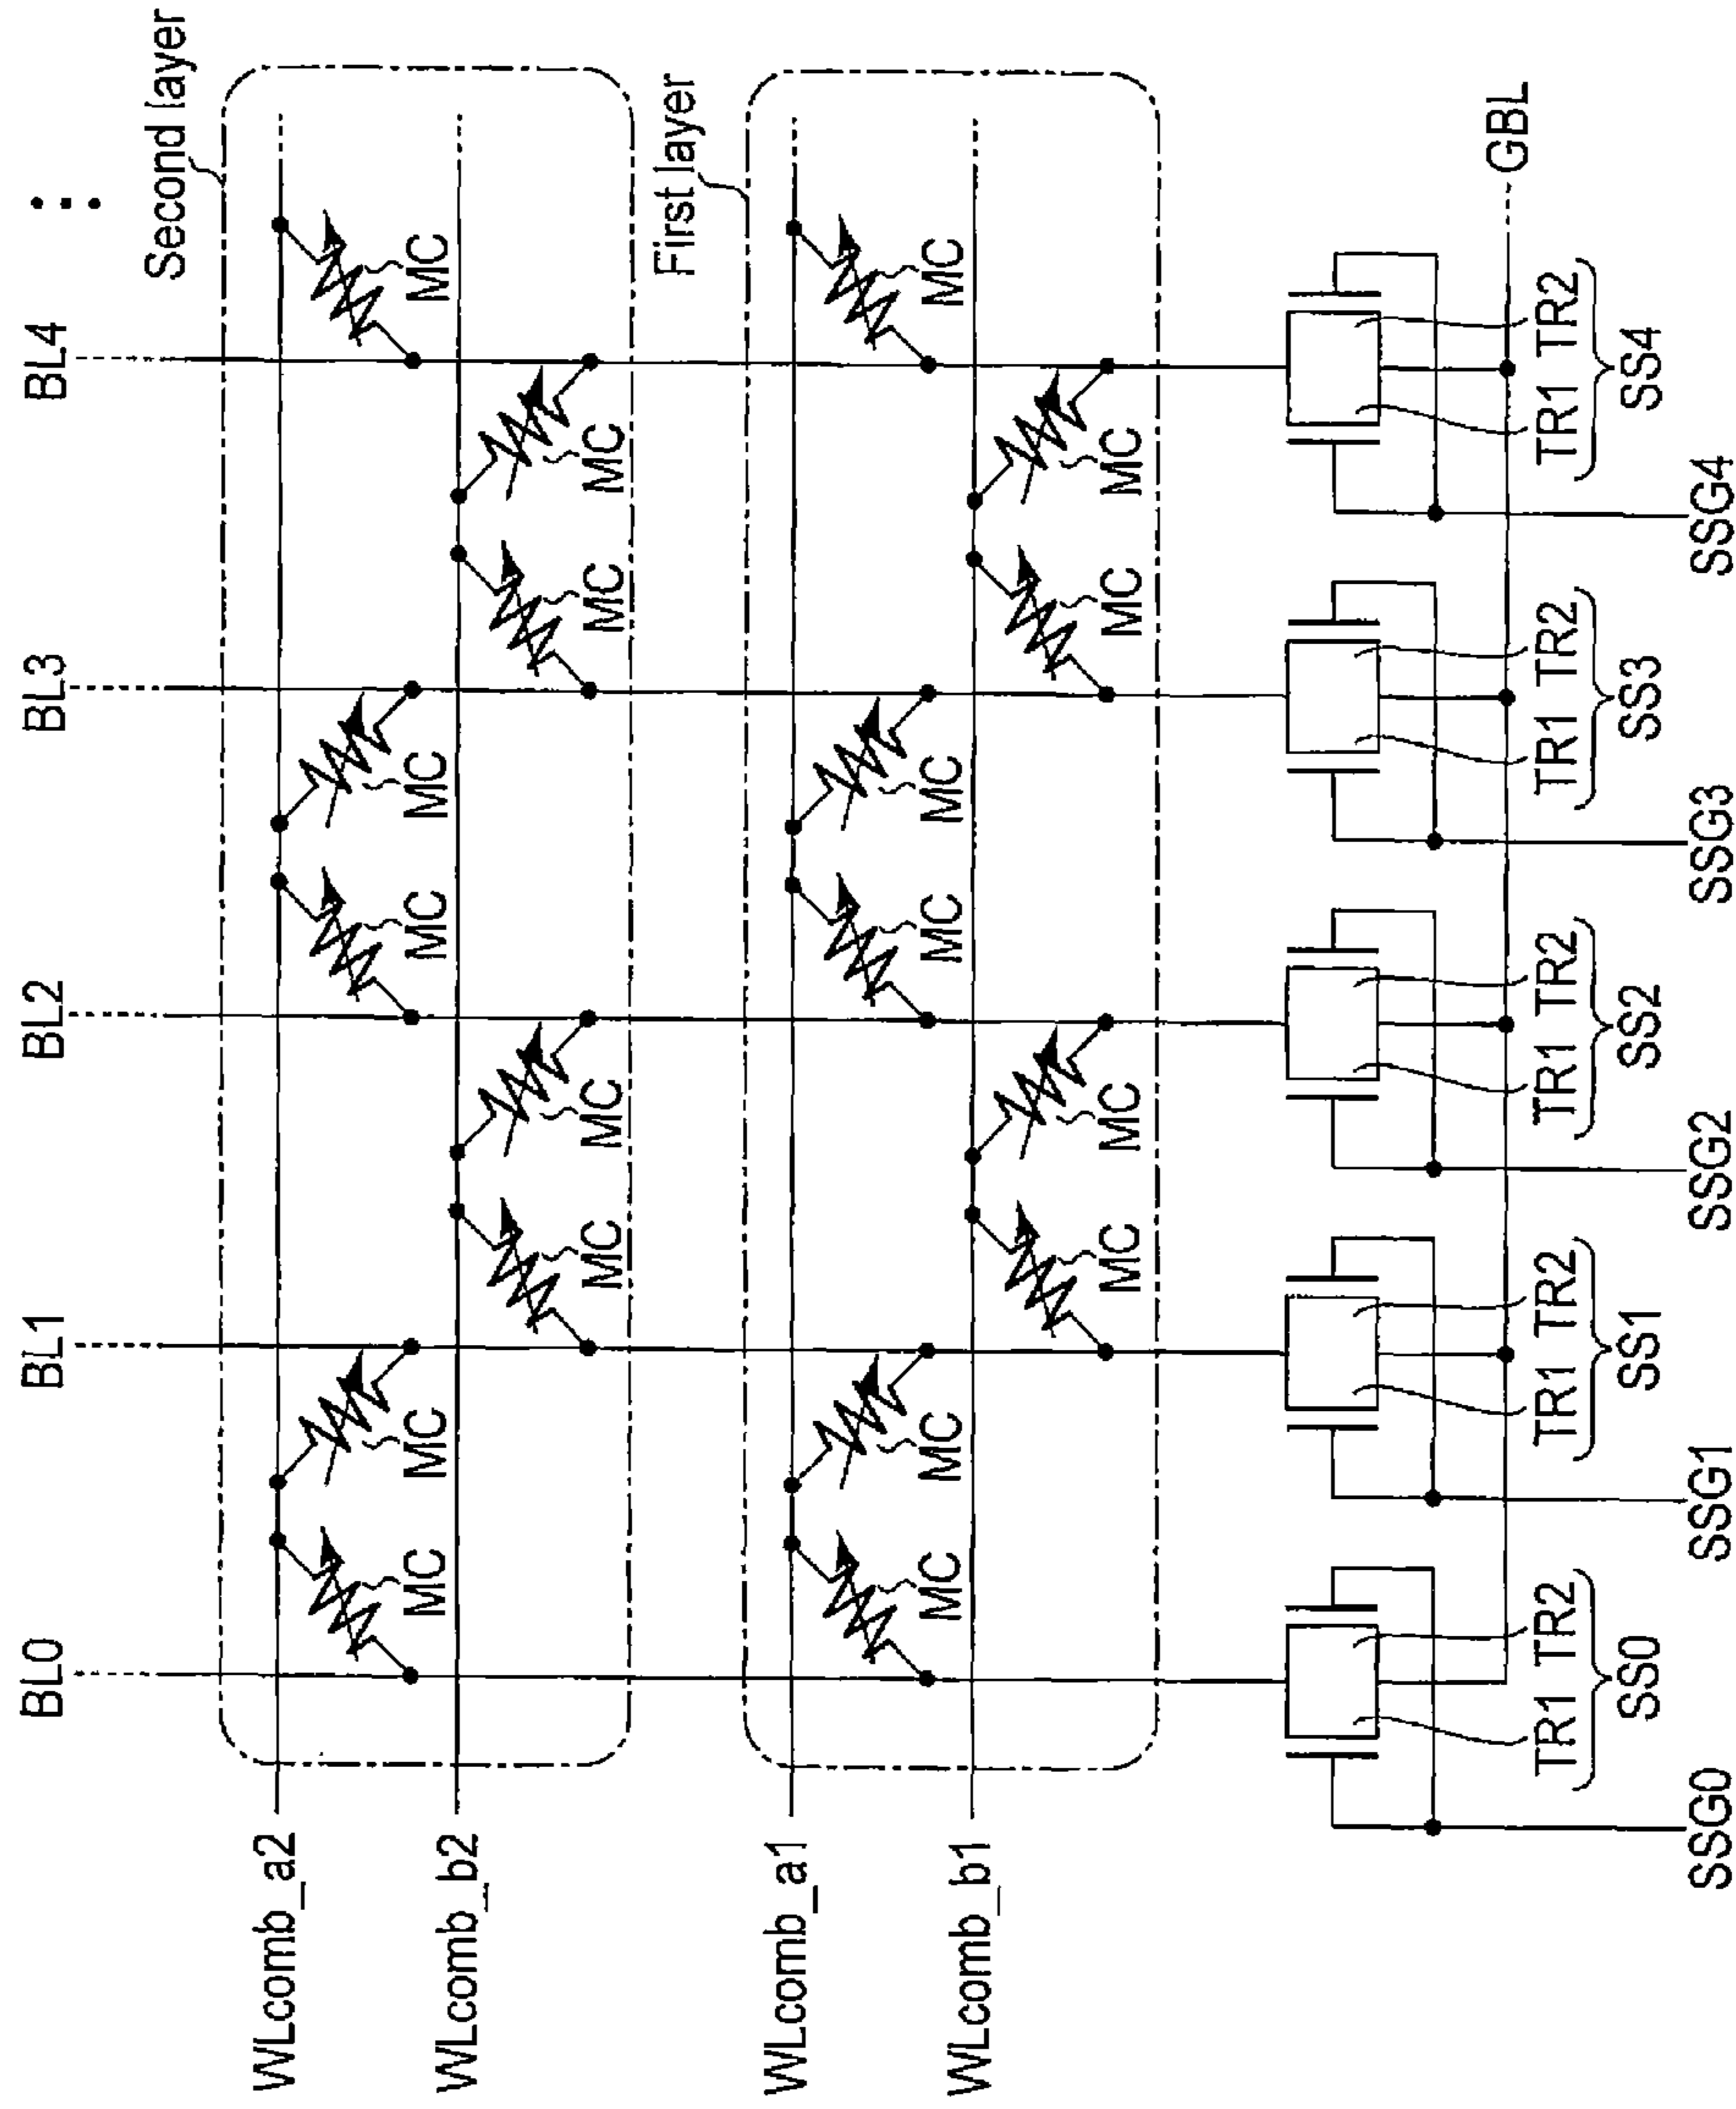 BL0 BL1 BL2 BL3 BL4
Second layer
WLcomb_a2
MC MC MC MC MC
WLcomb_b2
MC MC MC MC
First layer
WLcomb_a1
MC MC MC MC MC
WLcomb_b1
MC MC MC MC
GBL
TR1 TR2 TR1 TR2 TR1 TR2 TR1 TR2 TR1 TR2
SS0 SS1 SS2 SS3 SS4
SSG0 SSG1 SSG2 SSG3 SSG4